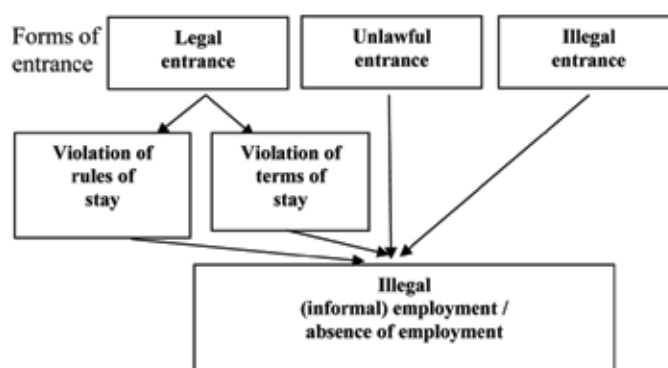 Forms of
entrance
Legal
entrance
Unlawful
entrance
Illegal
entrance
Violation of
rules of
stay
Violation of
terms of
stay
Illegal
(informal) employment /
absence of employment